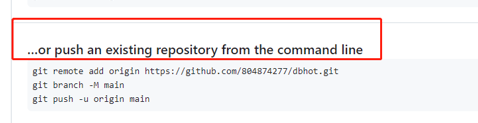 ...or push an existing repository from the command line
git remote add origin https://github.com/804874277/dbhot.git
git branch -M main
git push -u origin main